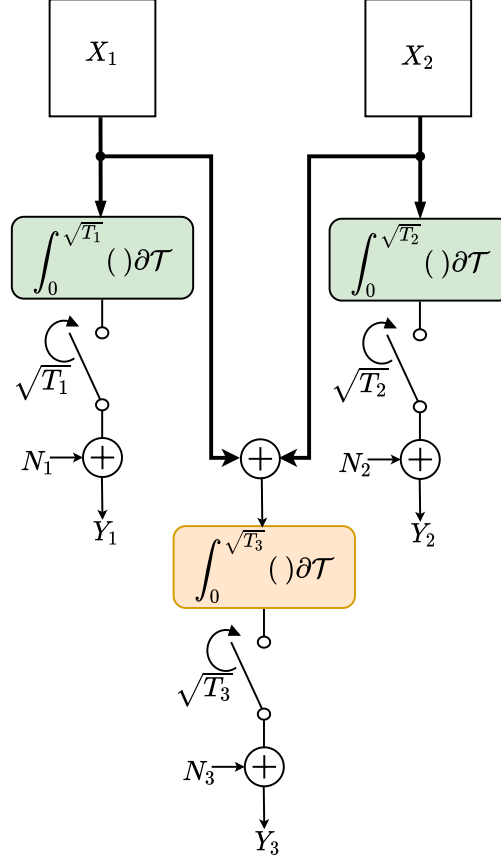 X₁ X₂
∫₀^√T₁ ( )∂𝒯 ∫₀^√T₂ ( )∂𝒯
√T₁ √T₂
N₁ + + N₂ +
Y₁ Y₂
∫₀^√T₃ ( )∂𝒯
√T₃
N₃ +
Y₃